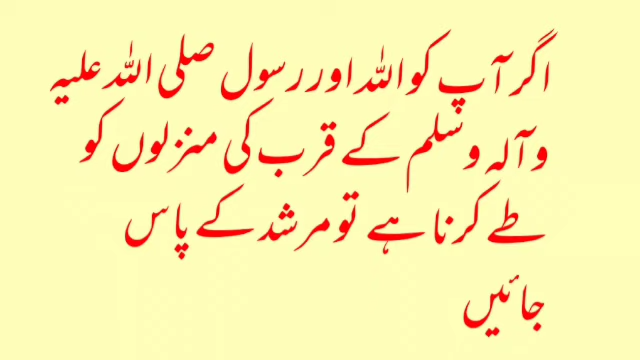 اگر آپ کو اللہ اور رسول صلی اللہ علیہ
و آلہ وسلم کے قرب کی منزلوں کو
طے کرنا ہے تو مرشد کے پاس
جائیں